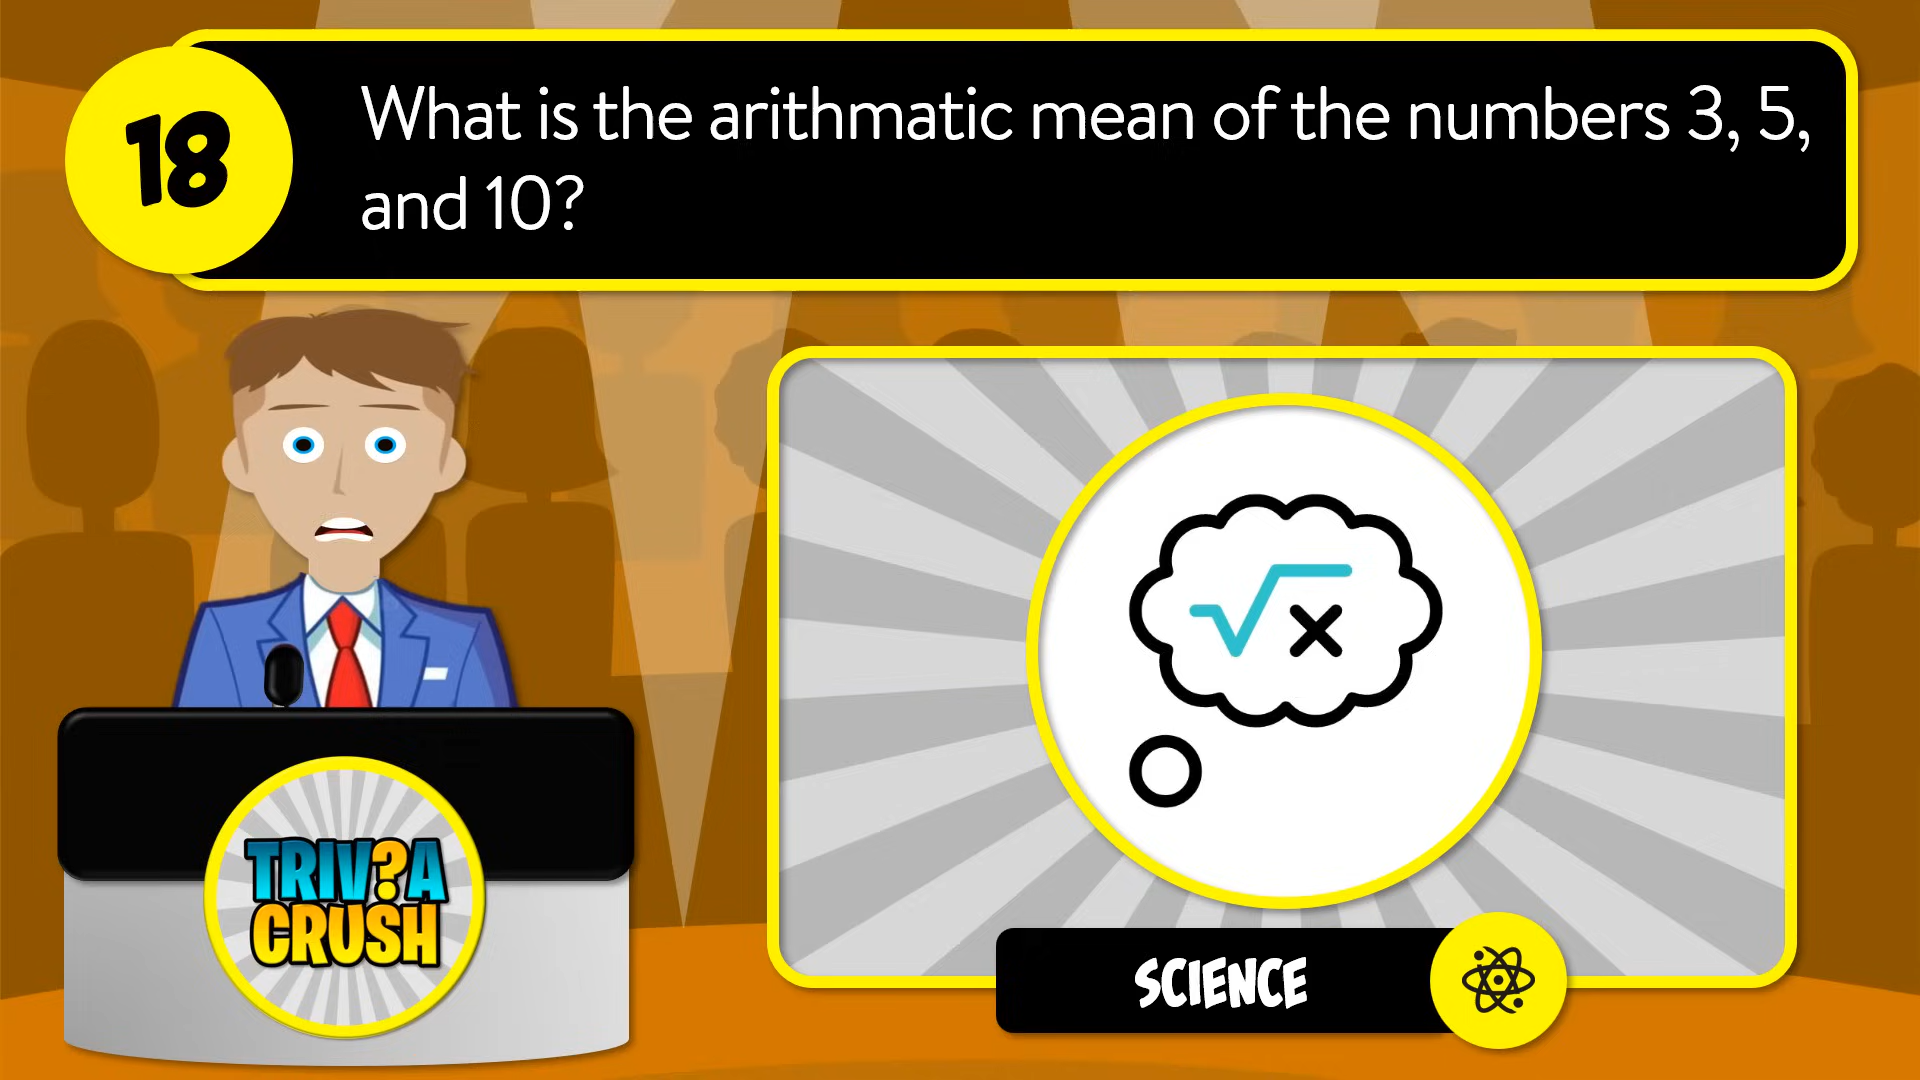 18
What is the arithmatic mean of the numbers 3, 5,
and 10?
√x
TRIV?A
CRUSH
SCIENCE